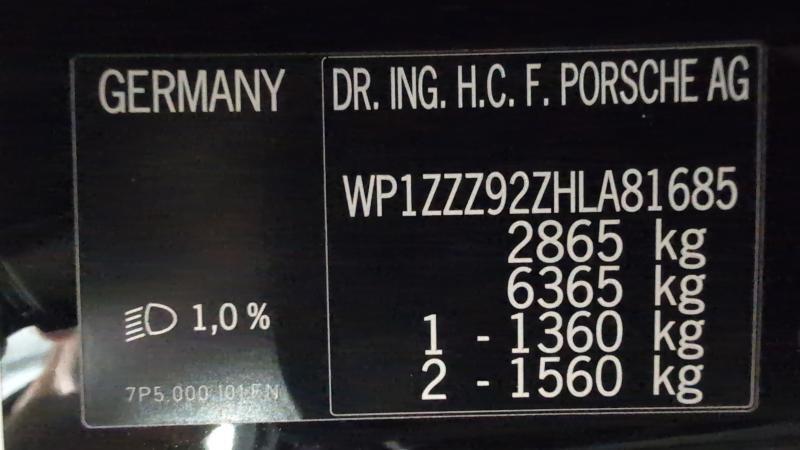 GERMANY
DR. ING. H.C. F. PORSCHE AG
WP1ZZZ92ZHLA81685
2865 kg
6365 kg
1 - 1360 kg
2 - 1560 kg
1,0 %
7P5.000 101 FN